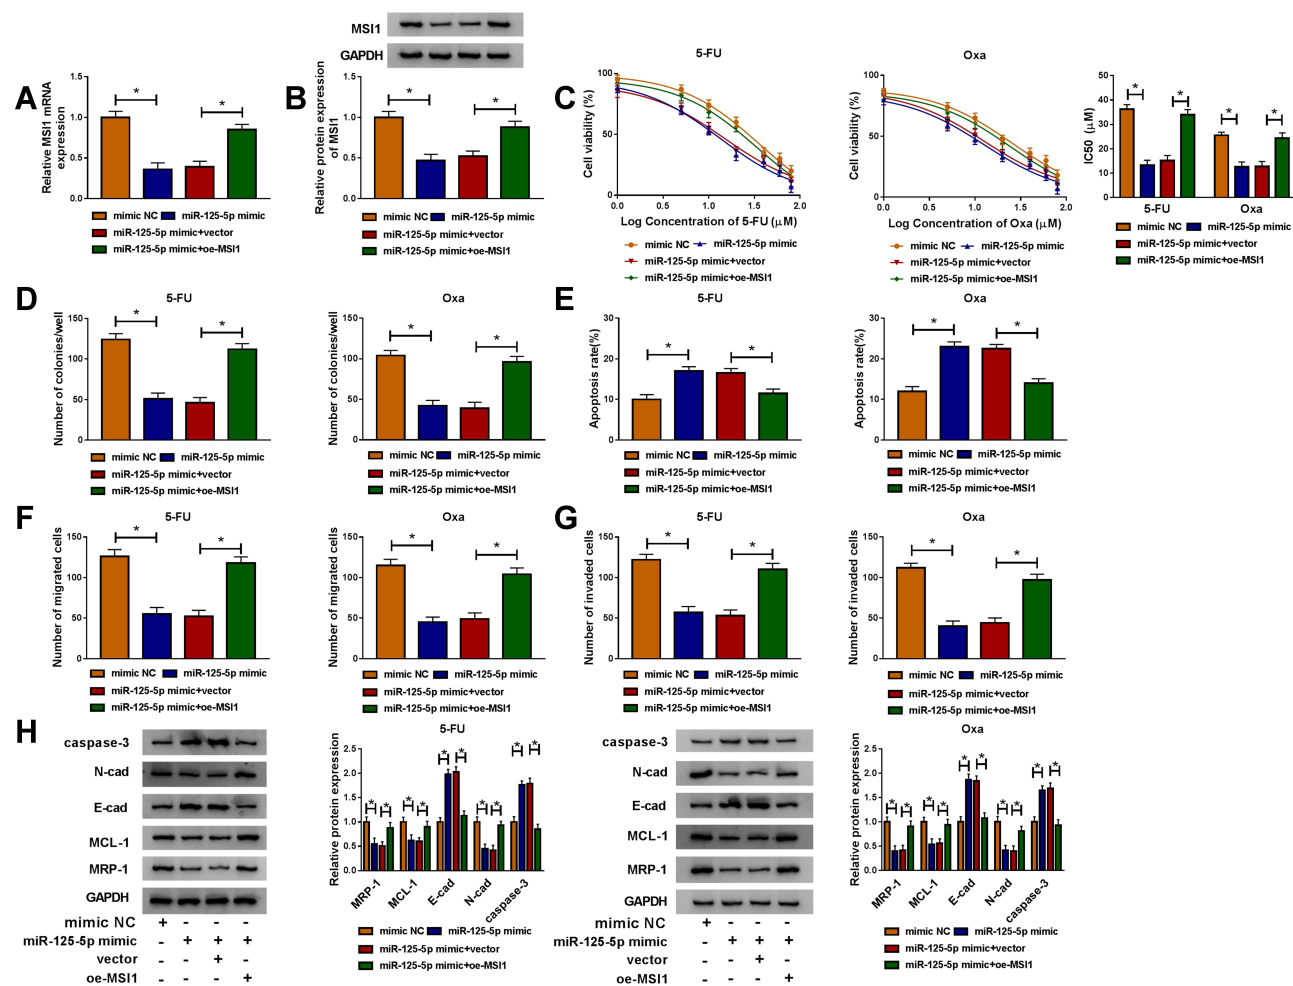 A
Relative MSI1 mRNA
expression
1.5
1.0
0.5
0.0
*
*
mimic NC miR-125-5p mimic
miR-125-5p mimic+vector
miR-125-5p mimic+oe-MSI1
B
MSI1
GAPDH
Relative protein expression
of MSI1
1.5
1.0
0.5
0.0
*
*
mimic NC miR-125-5p mimic
miR-125-5p mimic+vector
miR-125-5p mimic+oe-MSI1
C
5-FU
Cell viability (%)
100
50
0
0.0 0.5 1.0 1.5 2.0
Log Concentration of 5-FU (μM)
mimic NC miR-125-5p mimic
miR-125-5p mimic+vector
miR-125-5p mimic+oe-MSI1
Oxa
Cell viability (%)
100
50
0
0.0 0.5 1.0 1.5 2.0
Log Concentration of Oxa (μM)
mimic NC miR-125-5p mimic
miR-125-5p mimic+vector
miR-125-5p mimic+oe-MSI1
IC50 (μM)
50
40
30
20
10
0
* * * *
5-FU Oxa
mimic NC miR-125-5p mimic
miR-125-5p mimic+vector
miR-125-5p mimic+oe-MSI1
D
5-FU
Number of colonies/well
150
100
50
0
*
*
mimic NC miR-125-5p mimic
miR-125-5p mimic+vector
miR-125-5p mimic+oe-MSI1
Oxa
Number of colonies/well
150
100
50
0
*
*
mimic NC miR-125-5p mimic
miR-125-5p mimic+vector
miR-125-5p mimic+oe-MSI1
E
5-FU
Apoptosis rate(%)
30
20
10
0
*
*
mimic NC miR-125-5p mimic
miR-125-5p mimic+vector
miR-125-5p mimic+oe-MSI1
Oxa
Apoptosis rate(%)
30
20
10
0
*
*
mimic NC miR-125-5p mimic
miR-125-5p mimic+vector
miR-125-5p mimic+oe-MSI1
F
5-FU
Number of migrated cells
150
100
50
0
*
*
mimic NC miR-125-5p mimic
miR-125-5p mimic+vector
miR-125-5p mimic+oe-MSI1
Oxa
Number of migrated cells
150
100
50
0
*
*
mimic NC miR-125-5p mimic
miR-125-5p mimic+vector
miR-125-5p mimic+oe-MSI1
G
5-FU
Number of invaded cells
150
100
50
0
*
*
mimic NC miR-125-5p mimic
miR-125-5p mimic+vector
miR-125-5p mimic+oe-MSI1
Oxa
Number of invaded cells
150
100
50
0
*
*
mimic NC miR-125-5p mimic
miR-125-5p mimic+vector
miR-125-5p mimic+oe-MSI1
H
caspase-3
N-cad
E-cad
MCL-1
MRP-1
GAPDH
mimic NC + - - -
miR-125-5p mimic - + + +
vector - - + -
oe-MSI1 - - - +
5-FU
Relative protein expression
2.5
2.0
1.5
1.0
0.5
0.0
* * * * * * * * * *
MRP-1 MCL-1 E-cad N-cad caspase-3
mimic NC miR-125-5p mimic
miR-125-5p mimic+vector
miR-125-5p mimic+oe-MSI1
caspase-3
N-cad
E-cad
MCL-1
MRP-1
GAPDH
mimic NC + - - -
miR-125-5p mimic - + + +
vector - - + -
oe-MSI1 - - - +
Oxa
Relative protein expression
2.5
2.0
1.5
1.0
0.5
0.0
* * * * * * * * * *
MRP-1 MCL-1 E-cad N-cad caspase-3
mimic NC miR-125-5p mimic
miR-125-5p mimic+vector
miR-125-5p mimic+oe-MSI1